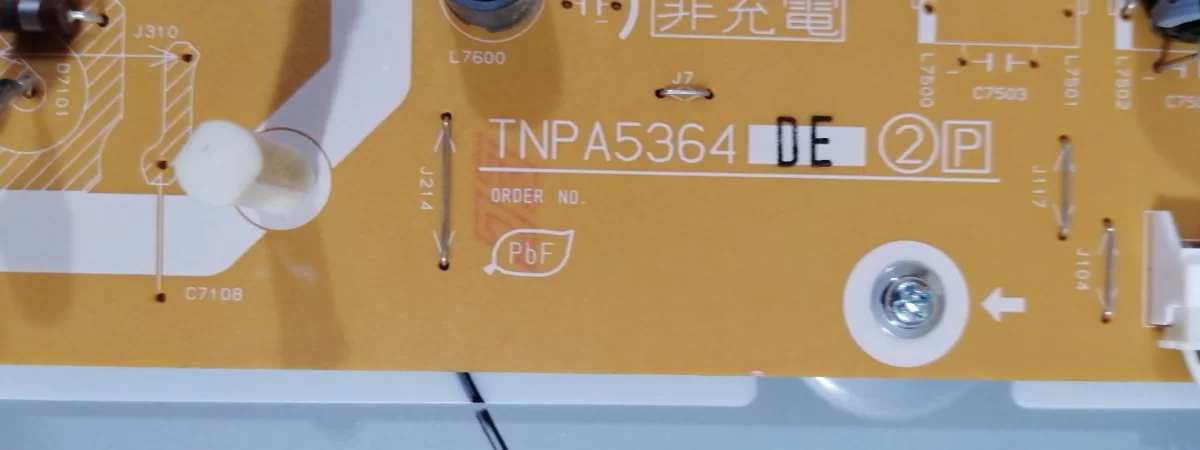 J310
D7101
L7600
非充電
J7
L7500
C7503
L7501
L7502
TNPA5364 DE ② P
ORDER NO.
PbF
J214
J117
J104
C7108